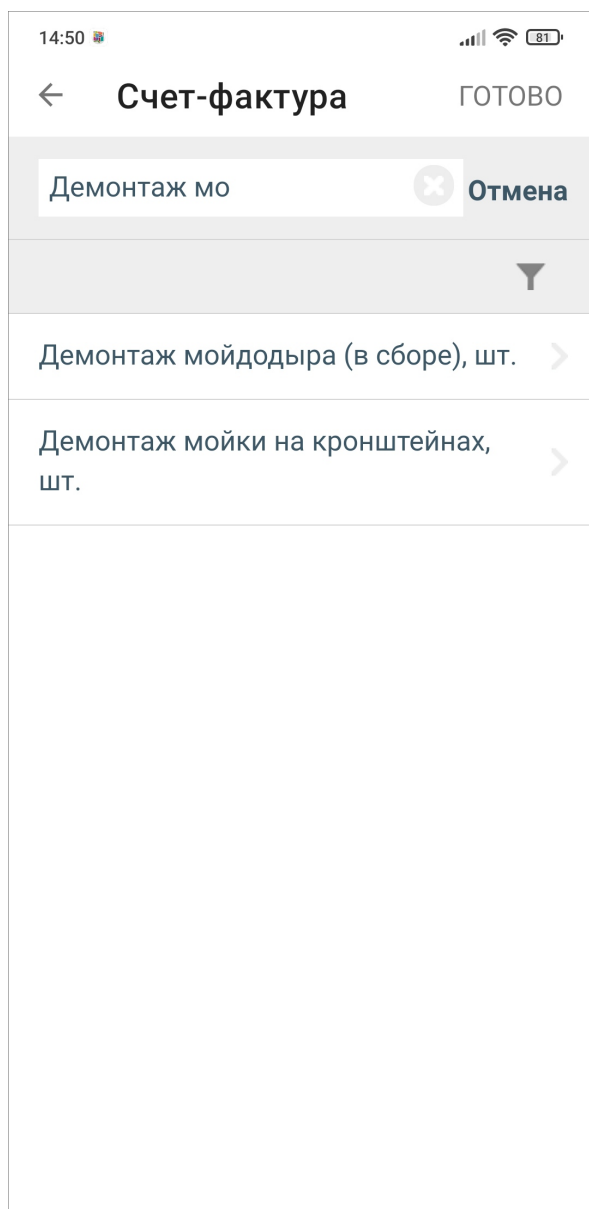 14:50 81
Счет-фактура ГОТОВО
Демонтаж мо Отмена
Демонтаж мойдодыра (в сборе), шт.
Демонтаж мойки на кронштейнах,
шт.